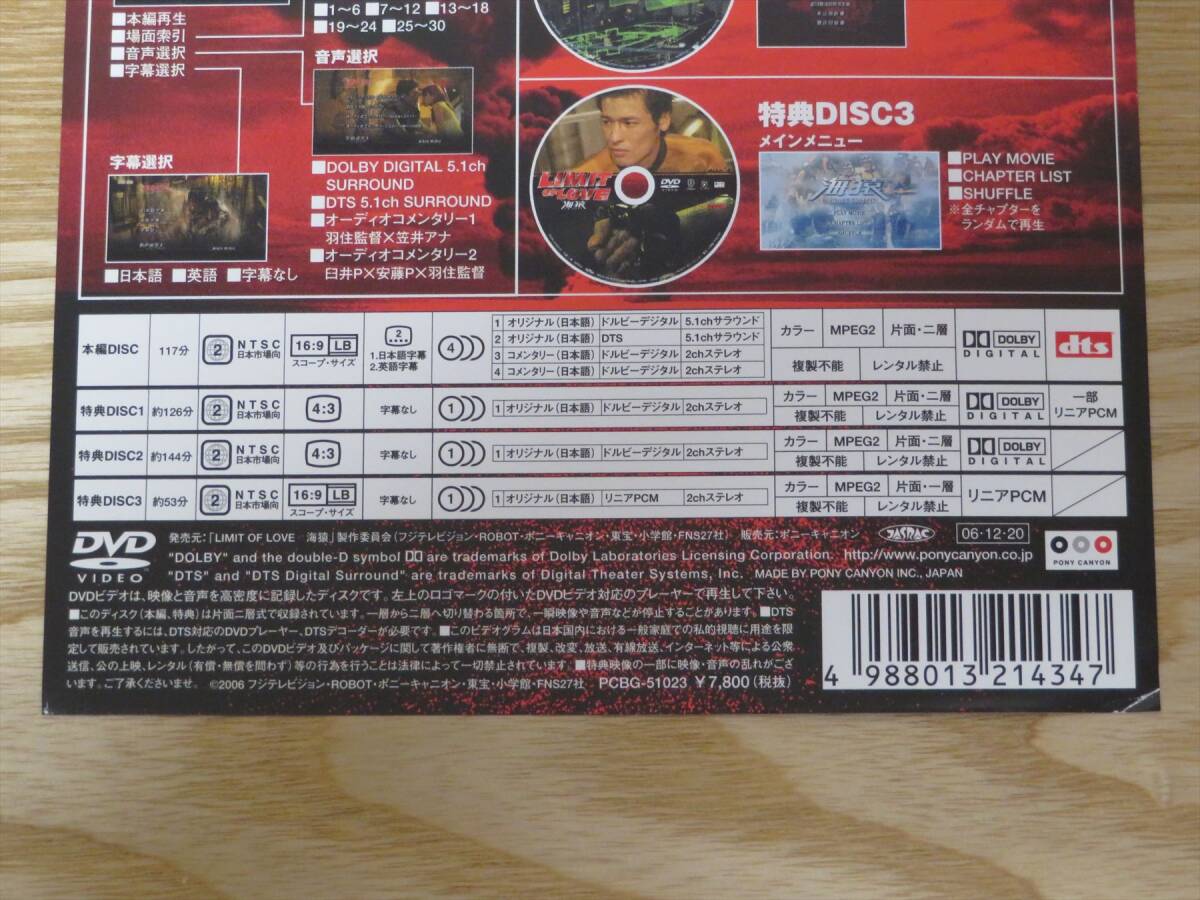 ■本編再生
■場面索引
■音声選択
■字幕選択
■1～6 ■7～12 ■13～18
■19～24 ■25～30
音声選択
■DOLBY DIGITAL 5.1ch
SURROUND
■DTS 5.1ch SURROUND
■オーディオコメンタリー1
羽住監督×笠井アナ
■オーディオコメンタリー2
臼井P×安藤P×羽住監督
字幕選択
■日本語 ■英語 ■字幕なし
LIMIT
OF LOVE
海猿
DVD
特典DISC3
メインメニュー
海猿
PLAY MOVIE
■PLAY MOVIE
■CHAPTER LIST
■SHUFFLE
※全チャプターを
ランダムで再生
本編DISC 117分 2 NTSC 日本市場向 16:9 LB スコープ・サイズ 2 1.日本語字幕 2.英語字幕 4
1 オリジナル(日本語) ドルビーデジタル 5.1chサラウンド
2 オリジナル(日本語) DTS 5.1chサラウンド
3 コメンタリー(日本語) ドルビーデジタル 2chステレオ
4 コメンタリー(日本語) ドルビーデジタル 2chステレオ
カラー MPEG2 片面・二層
複製不能 レンタル禁止
DOLBY DIGITAL dts
特典DISC1 約126分 2 NTSC 日本市場向 4:3 字幕なし 1 1 オリジナル(日本語) ドルビーデジタル 2chステレオ
カラー MPEG2 片面・二層
複製不能 レンタル禁止
DOLBY DIGITAL 一部 リニアPCM
特典DISC2 約144分 2 NTSC 日本市場向 4:3 字幕なし 1 1 オリジナル(日本語) ドルビーデジタル 2chステレオ
カラー MPEG2 片面・二層
複製不能 レンタル禁止
DOLBY DIGITAL
特典DISC3 約53分 2 NTSC 日本市場向 16:9 LB スコープ・サイズ 字幕なし 1 1 オリジナル(日本語) リニアPCM 2chステレオ
カラー MPEG2 片面・一層
複製不能 レンタル禁止
リニアPCM
DVD
VIDEO
発売元:「LIMIT OF LOVE 海猿」製作委員会(フジテレビジョン・ROBOT・ポニーキャニオン・東宝・小学館・FNS27社) 販売元:ポニーキャニオン
JASRAC
06・12・20
PONY CANYON
"DOLBY" and the double-D symbol are trademarks of Dolby Laboratories Licensing Corporation. http://www.ponycanyon.co.jp
"DTS" and "DTS Digital Surround" are trademarks of Digital Theater Systems, Inc. MADE BY PONY CANYON INC., JAPAN
DVDビデオは、映像と音声を高密度に記録したディスクです。左上のロゴマークの付いたDVDビデオ対応のプレーヤーで再生して下さい。
■このディスク(本編、特典)は片面二層式で収録されています。一層から二層へ切り替わる箇所で、一瞬映像や音声などが停止することがあります。■DTS
音声を再生するには、DTS対応のDVDプレーヤー、DTSデコーダーが必要です。■このビデオグラムは日本国内における一般家庭での私的視聴に用途を限
定して販売されています。したがって、このDVDビデオ及びパッケージに関して著作権者に無断で、複製、改変、放送、有線放送、インターネット等による公衆
送信、公の上映、レンタル(有償・無償を問わず)等の行為を行うことは法律によって一切禁止されています。■特典映像の一部に映像・音声の乱れがござ
います。ご了承くださいませ。 ©2006 フジテレビジョン・ROBOT・ポニーキャニオン・東宝・小学館・FNS27社 PCBG-51023 ￥7,800(税抜)
4 988013 214347